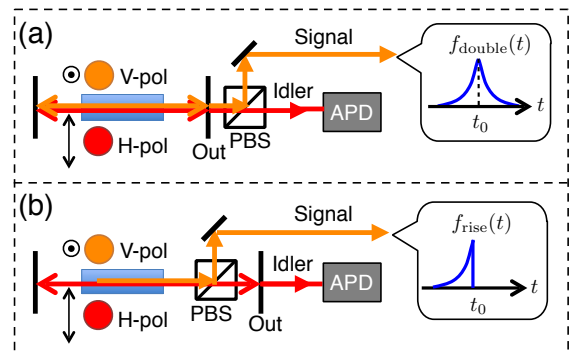 (a)
Signal
f_double(t)
V-pol
Idler
APD
t
H-pol
Out
PBS
t_0
(b)
Signal
f_rise(t)
V-pol
Idler
APD
t
H-pol
PBS
Out
t_0